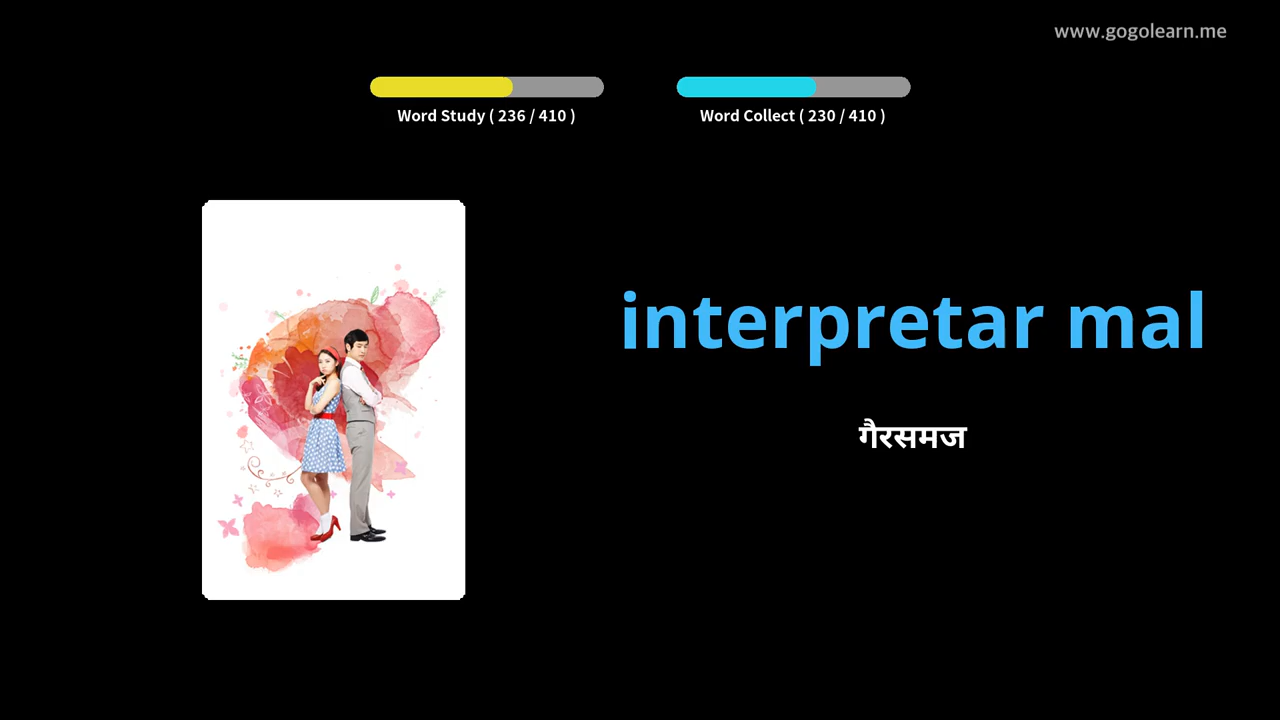 www.gogolearn.me
Word Study ( 236 / 410 )
Word Collect ( 230 / 410 )
interpretar mal
गैरसमज